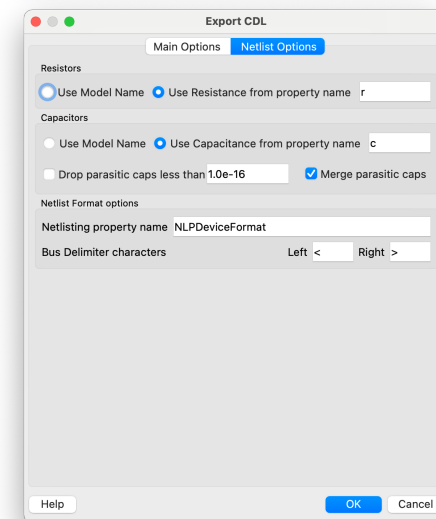 Export CDL
Main Options Netlist Options
Resistors
Use Model Name Use Resistance from property name r
Capacitors
Use Model Name Use Capacitance from property name c
Drop parasitic caps less than 1.0e-16 Merge parasitic caps
Netlisting Format options
Netlisting property name NLPDeviceFormat
Bus Delimiter characters Left < Right >
Help OK Cancel